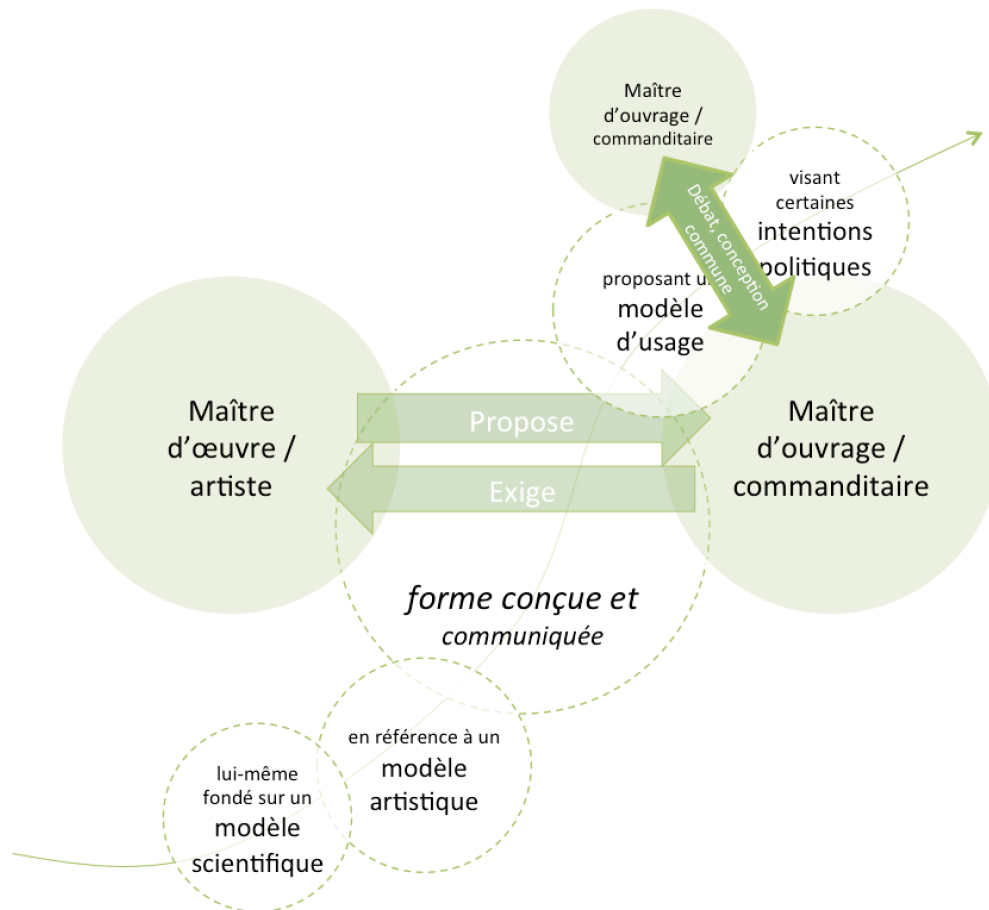 Maître
d'ouvrage /
commanditaire
visant
certaines
intentions
politiques
Débat, conception
commune
proposant u
modèle
d'usage
Maître
d'œuvre /
artiste
Propose
Exige
Maître
d'ouvrage /
commanditaire
forme conçue et
communiquée
en référence à un
modèle
artistique
lui-même
fondé sur un
modèle
scientifique